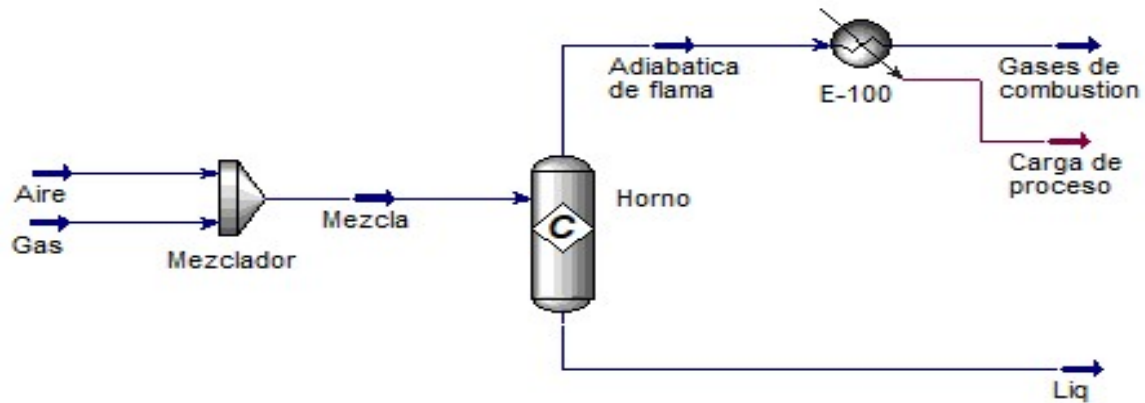 Adiabatica
de flama
E-100
Gases de
combustion
Carga de
proceso
Aire
Gas
Mezclador
Mezcla
C
Horno
Liq